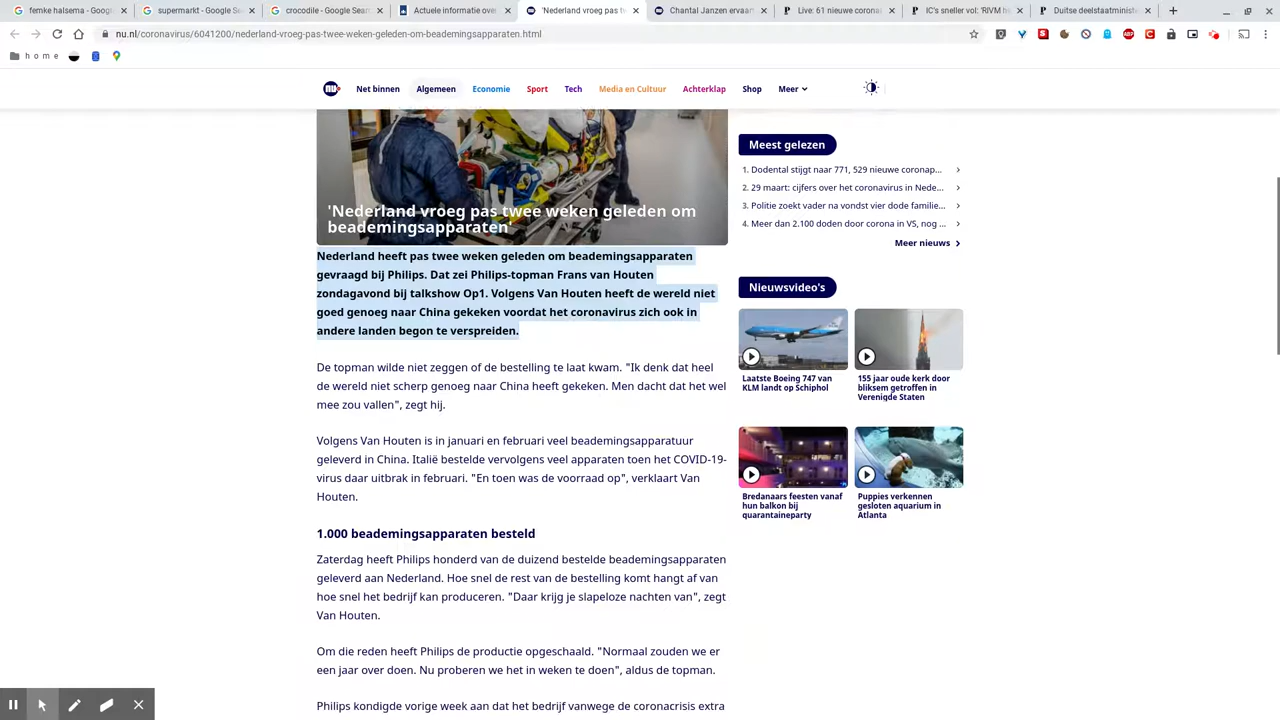 femke halsema - Goog
supermarkt - Google Se
crocodile - Google Sear
Actuele informatie over
'Nederland vroeg pas tw
Chantal Janzen ervaart
Live: 61 nieuwe corona
IC's sneller vol: 'RIVM h
Duitse deelstaatministe
nu.nl/coronavirus/6041200/nederland-vroeg-pas-twee-weken-geleden-om-beademingsapparaten.html
home
nu
Net binnen
Algemeen
Economie
Sport
Tech
Media en Cultuur
Achterklap
Shop
Meer
'Nederland vroeg pas twee weken geleden om
beademingsapparaten'
Nederland heeft pas twee weken geleden om beademingsapparaten
gevraagd bij Philips. Dat zei Philips-topman Frans van Houten
zondagavond bij talkshow Op1. Volgens Van Houten heeft de wereld niet
goed genoeg naar China gekeken voordat het coronavirus zich ook in
andere landen begon te verspreiden.
De topman wilde niet zeggen of de bestelling te laat kwam. "Ik denk dat heel
de wereld niet scherp genoeg naar China heeft gekeken. Men dacht dat het wel
mee zou vallen", zegt hij.
Volgens Van Houten is in januari en februari veel beademingsapparatuur
geleverd in China. Italië bestelde vervolgens veel apparaten toen het COVID-19-
virus daar uitbrak in februari. "En toen was de voorraad op", verklaart Van
Houten.
1.000 beademingsapparaten besteld
Zaterdag heeft Philips honderd van de duizend bestelde beademingsapparaten
geleverd aan Nederland. Hoe snel de rest van de bestelling komt hangt af van
hoe snel het bedrijf kan produceren. "Daar krijg je slapeloze nachten van", zegt
Van Houten.
Om die reden heeft Philips de productie opgeschaald. "Normaal zouden we er
een jaar over doen. Nu proberen we het in weken te doen", aldus de topman.
Philips kondigde vorige week aan dat het bedrijf vanwege de coronacrisis extra
Meest gelezen
1. Dodental stijgt naar 771, 529 nieuwe coronap...
2. 29 maart: cijfers over het coronavirus in Nede...
3. Politie zoekt vader na vondst vier dode familie...
4. Meer dan 2.100 doden door corona in VS, nog ...
Meer nieuws
Nieuwsvideo's
Laatste Boeing 747 van
KLM landt op Schiphol
155 jaar oude kerk door
bliksem getroffen in
Verenigde Staten
Bredanaars feesten vanaf
hun balkon bij
quarantaineparty
Puppies verkennen
gesloten aquarium in
Atlanta